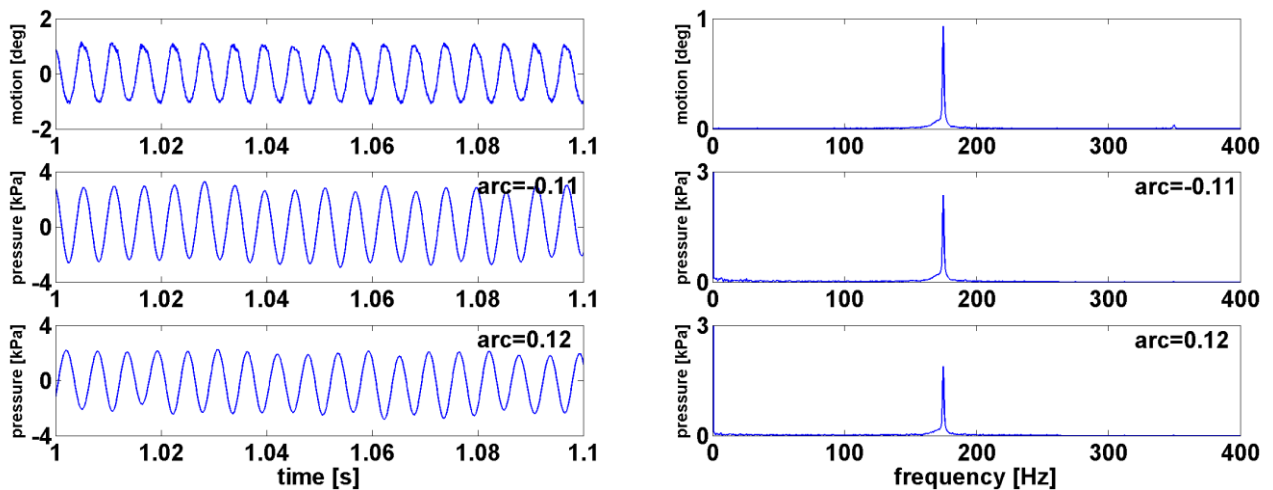 2
0
-2
motion [deg]
1 1.02 1.04 1.06 1.08 1.1
1
0.5
0
motion [deg]
0 100 200 300 400
4
0
-4
pressure [kPa]
arc=-0.11
1 1.02 1.04 1.06 1.08 1.1
3
0
pressure [kPa]
arc=-0.11
0 100 200 300 400
4
0
-4
pressure [kPa]
arc=0.12
1 1.02 1.04 1.06 1.08 1.1
time [s]
3
0
pressure [kPa]
arc=0.12
0 100 200 300 400
frequency [Hz]